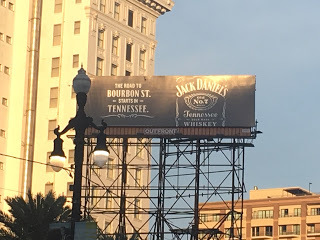 THE ROAD TO
BOURBON ST.
STARTS IN
TENNESSEE.
JACK DANIEL'S
OLD
No.7
Tennessee
WHISKEY
OUTFRONT